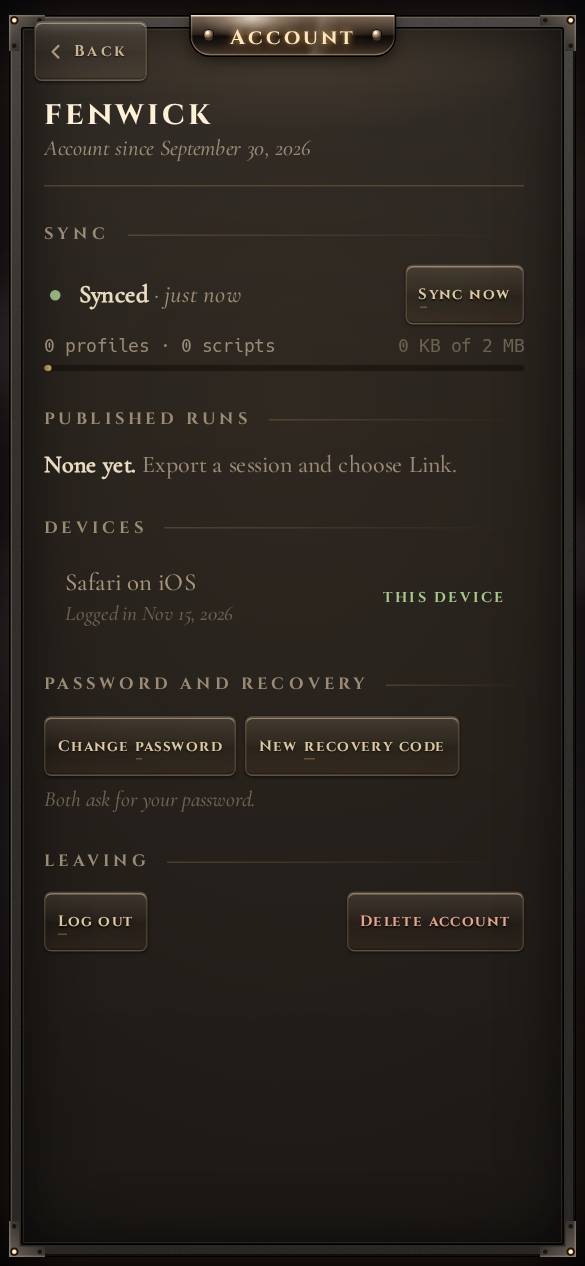 Back
Account
FENWICK
Account since September 30, 2026
SYNC
Synced · just now
Sync now
0 profiles · 0 scripts
0 KB of 2 MB
PUBLISHED RUNS
None yet. Export a session and choose Link.
DEVICES
Safari on iOS
Logged in Nov 15, 2026
THIS DEVICE
PASSWORD AND RECOVERY
Change password
New recovery code
Both ask for your password.
LEAVING
Log out
Delete account